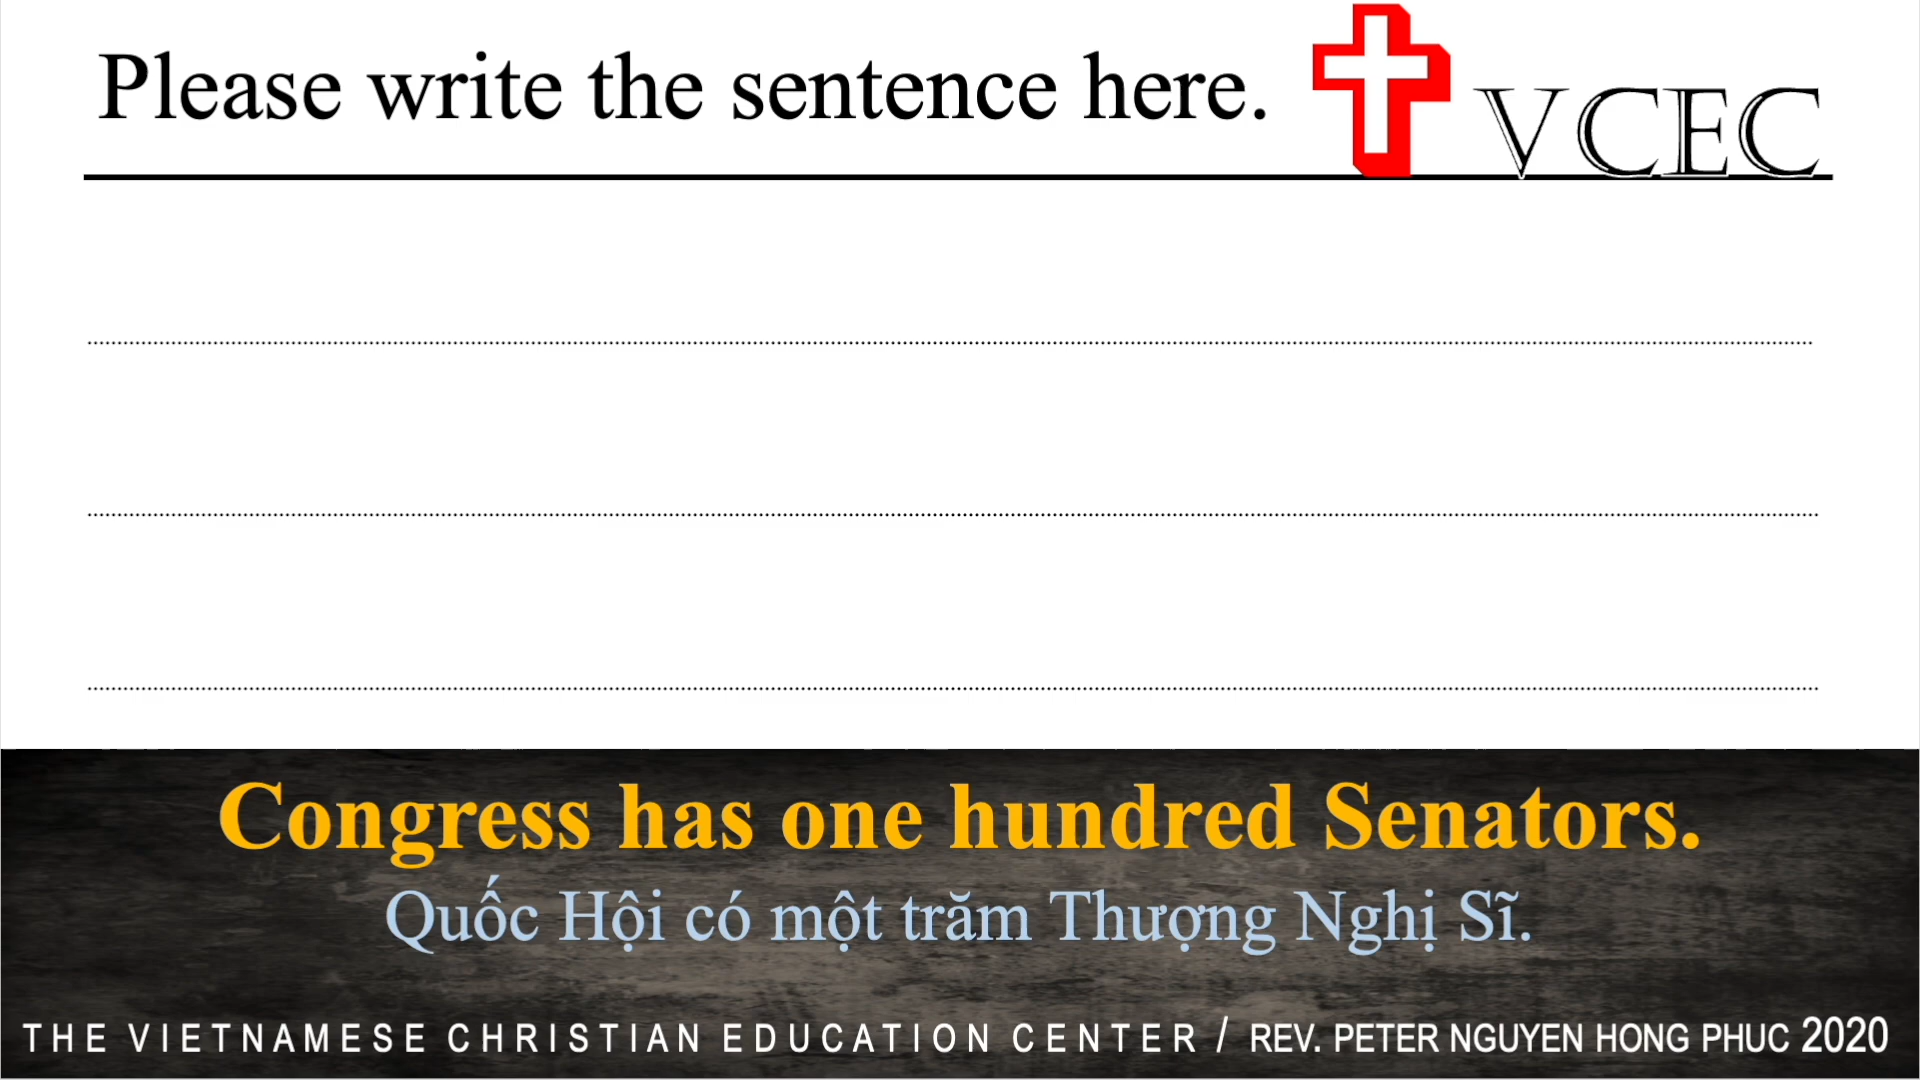 Please write the sentence here.
VCEC
Congress has one hundred Senators.
Quốc Hội có một trăm Thượng Nghị Sĩ.
THE VIETNAMESE CHRISTIAN EDUCATION CENTER / REV. PETER NGUYEN HONG PHUC 2020